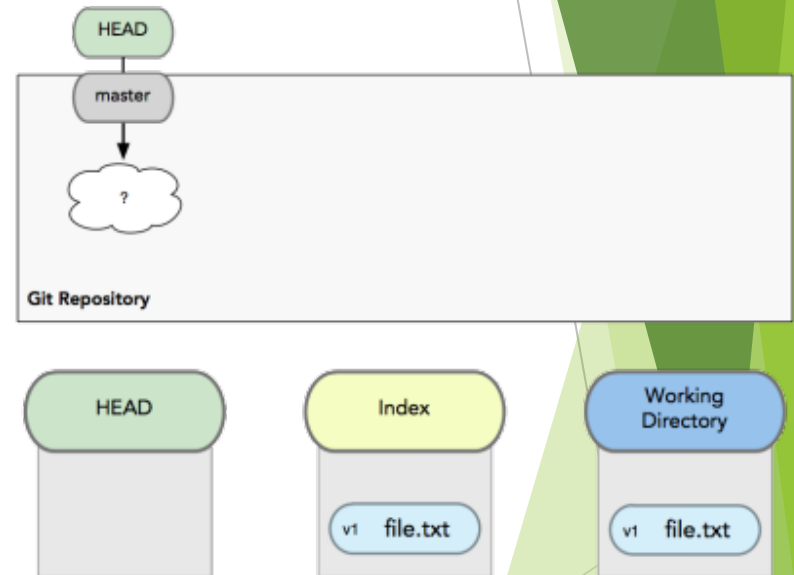 HEAD
master
?
Git Repository
HEAD
Index
Working
Directory
v1 file.txt
v1 file.txt